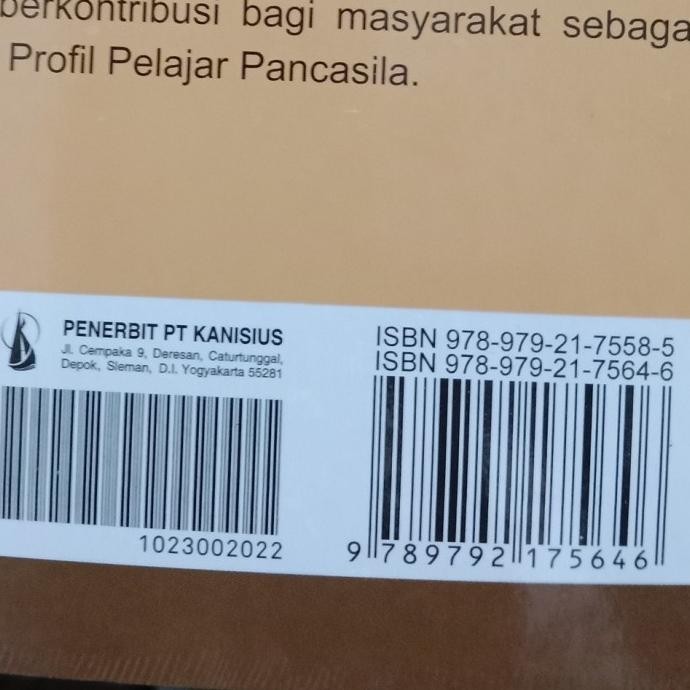 berkontribusi bagi masyarakat sebaga
Profil Pelajar Pancasila.
PENERBIT PT KANISIUS
Jl. Cempaka 9, Deresan, Caturtunggal,
Depok, Sleman, D.I. Yogyakarta 55281
1023002022
ISBN 978-979-21-7558-5
ISBN 978-979-21-7564-6
9 789792 175646